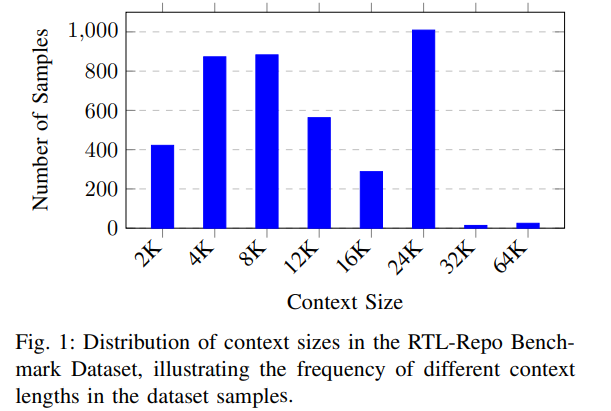 1,000
800
600
400
200
0
Number of Samples
2K 4K 8K 12K 16K 24K 32K 64K
Context Size
Fig. 1: Distribution of context sizes in the RTL-Repo Bench-
mark Dataset, illustrating the frequency of different context
lengths in the dataset samples.